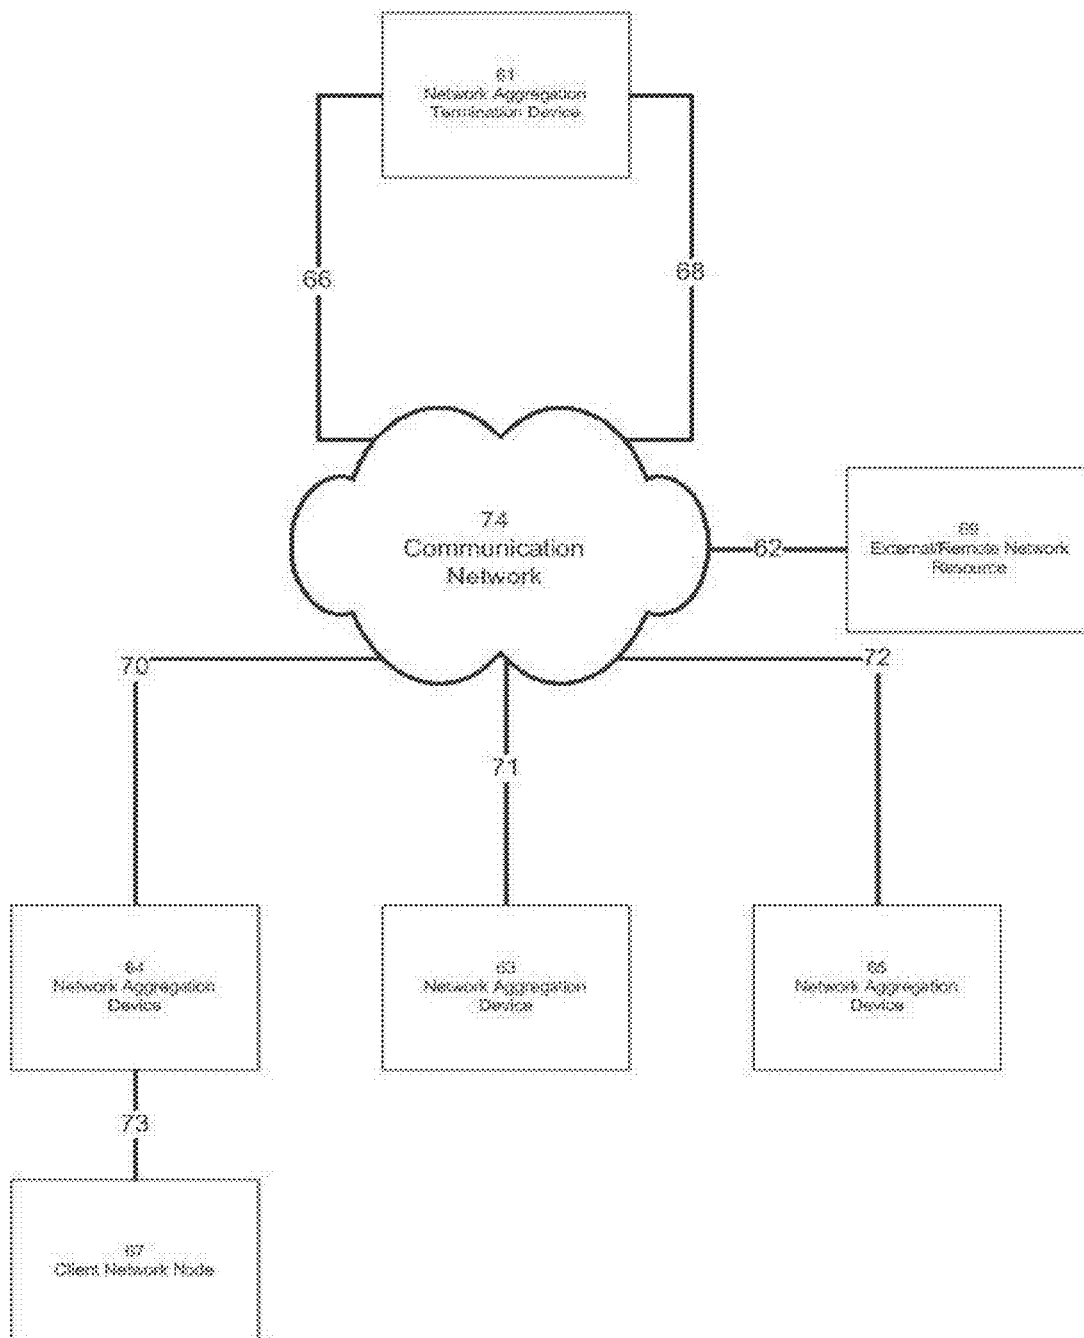 61
Network Aggregation
Termination Device
66
68
74
Communication
Network
62
69
External/Remote Network
Resource
70
72
71
64
Network Aggregation
Device
63
Network Aggregation
Device
65
Network Aggregation
Device
73
67
Client Network Node